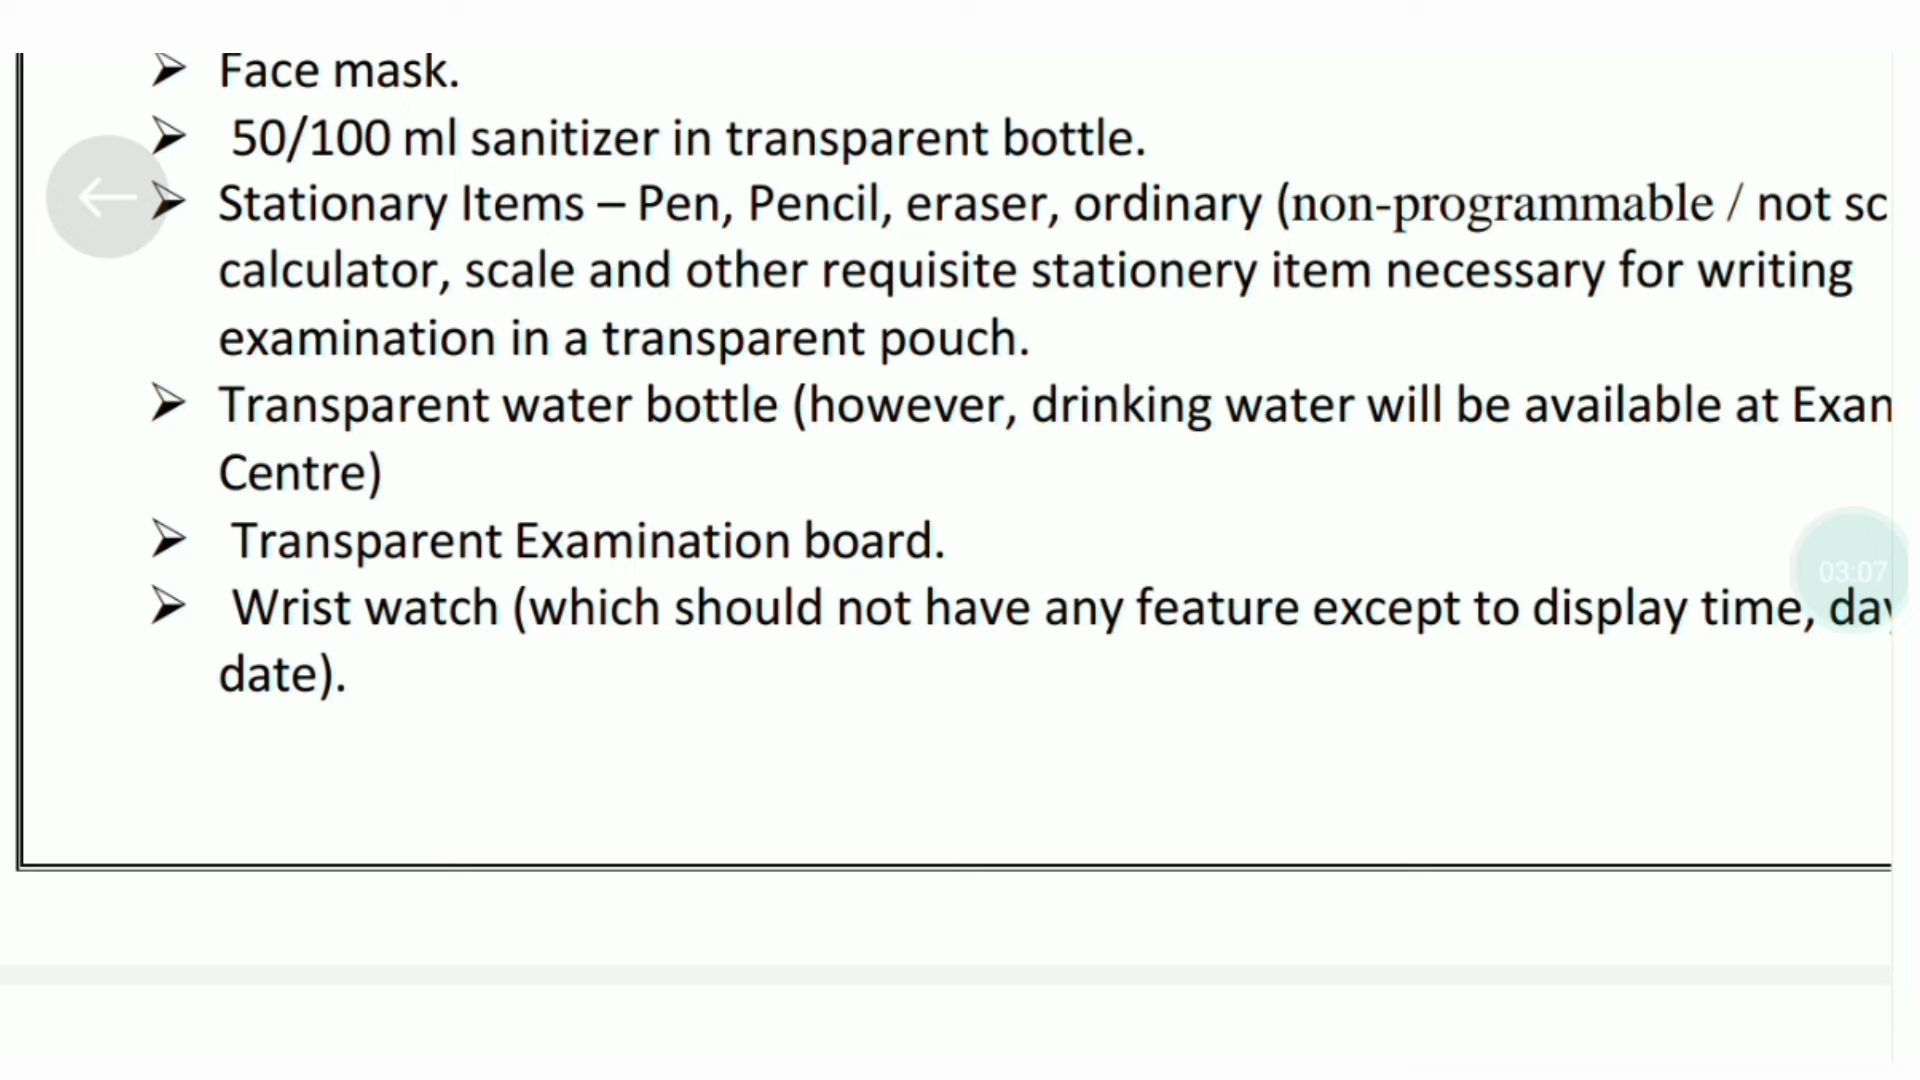 ➢ Face mask.
➢ 50/100 ml sanitizer in transparent bottle.
➢ Stationary Items – Pen, Pencil, eraser, ordinary (non-programmable / not
calculator, scale and other requisite stationery item necessary for writing
examination in a transparent pouch.
➢ Transparent water bottle (however, drinking water will be available at
Centre)
➢ Transparent Examination board.
➢ Wrist watch (which should not have any feature except to display time,
03:07
date).